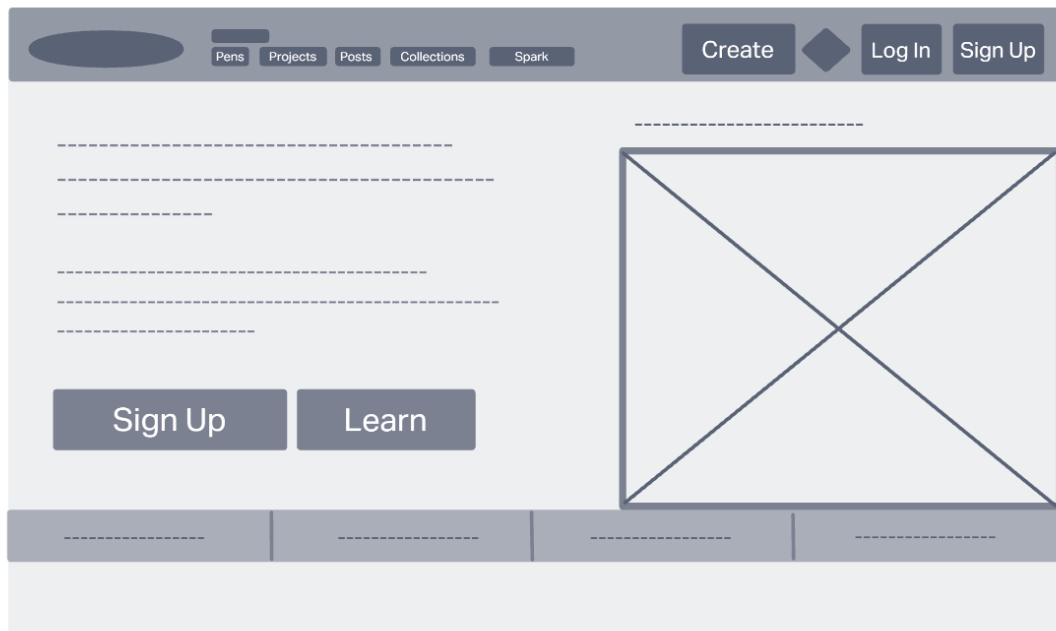 Pens Projects Posts Collections Spark
Create Log In Sign Up
Sign Up Learn